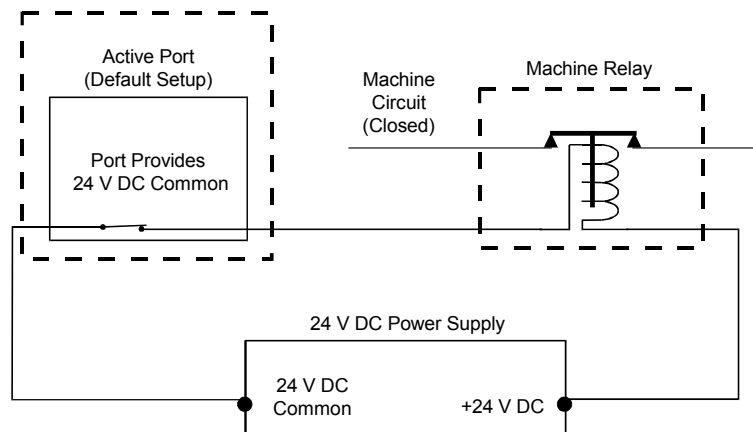 Active Port
(Default Setup)
Port Provides
24 V DC Common
Machine
Circuit
(Closed)
Machine Relay
24 V DC Power Supply
24 V DC
Common
+24 V DC